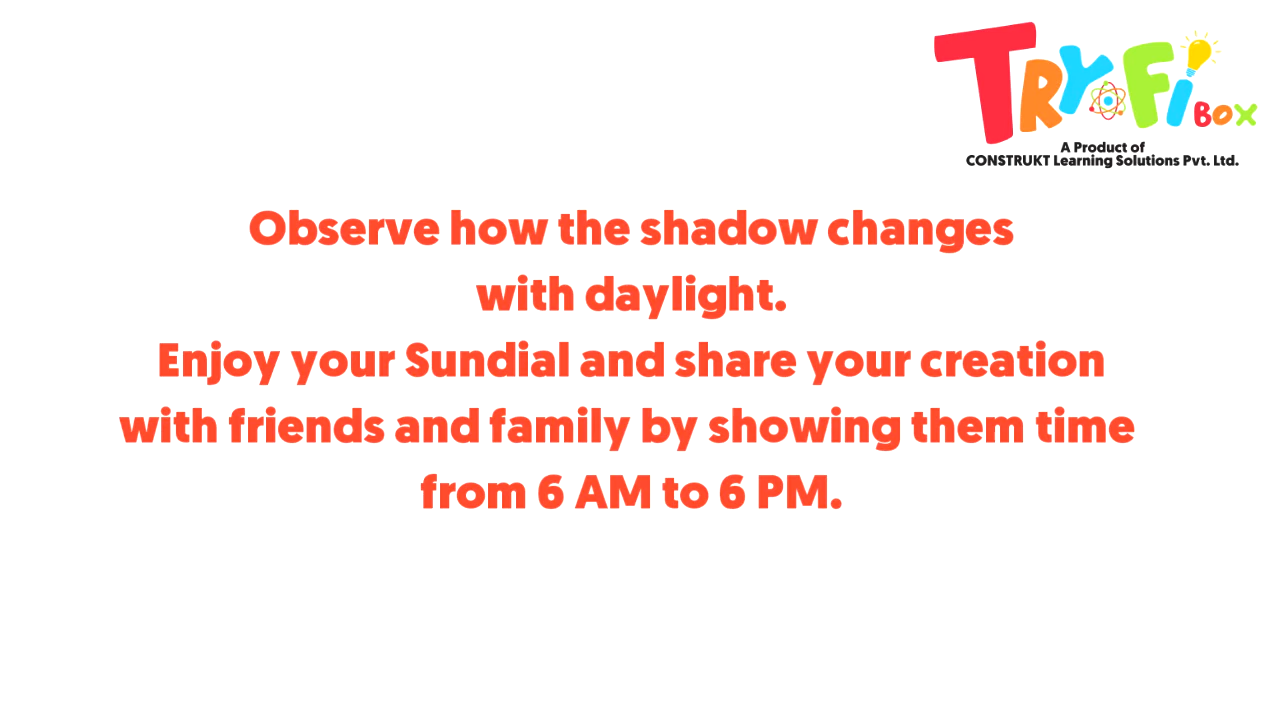 TRY-Fi BOX
A Product of
CONSTRUKT Learning Solutions Pvt. Ltd.
Observe how the shadow changes
with daylight.
Enjoy your Sundial and share your creation
with friends and family by showing them time
from 6 AM to 6 PM.